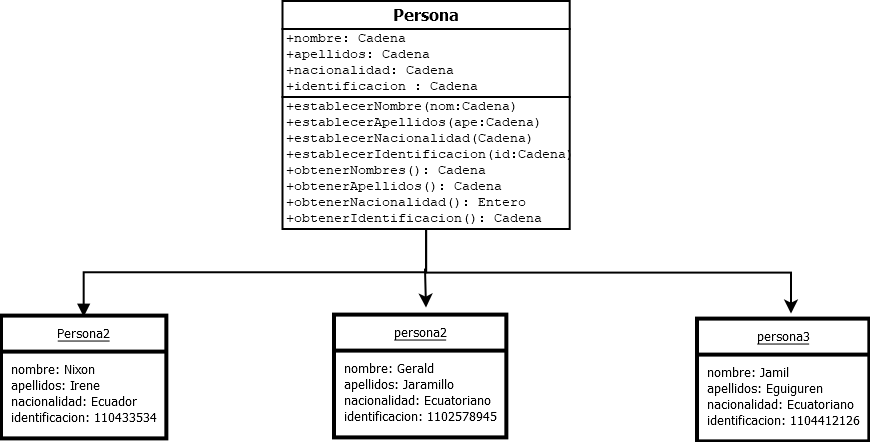 Persona
+nombre: Cadena
+apellidos: Cadena
+nacionalidad: Cadena
+identificacion : Cadena
+establecerNombre(nom:Cadena)
+establecerApellidos(ape:Cadena)
+establecerNacionalidad(Cadena)
+establecerIdentificacion(id:Cadena)
+obtenerNombres(): Cadena
+obtenerApellidos(): Cadena
+obtenerNacionalidad(): Entero
+obtenerIdentificacion(): Cadena
Persona2
nombre: Nixon
apellidos: Irene
nacionalidad: Ecuador
identificacion: 110433534
persona2
nombre: Gerald
apellidos: Jaramillo
nacionalidad: Ecuatoriano
identificacion: 1102578945
persona3
nombre: Jamil
apellidos: Eguiguren
nacionalidad: Ecuatoriano
identificacion: 1104412126